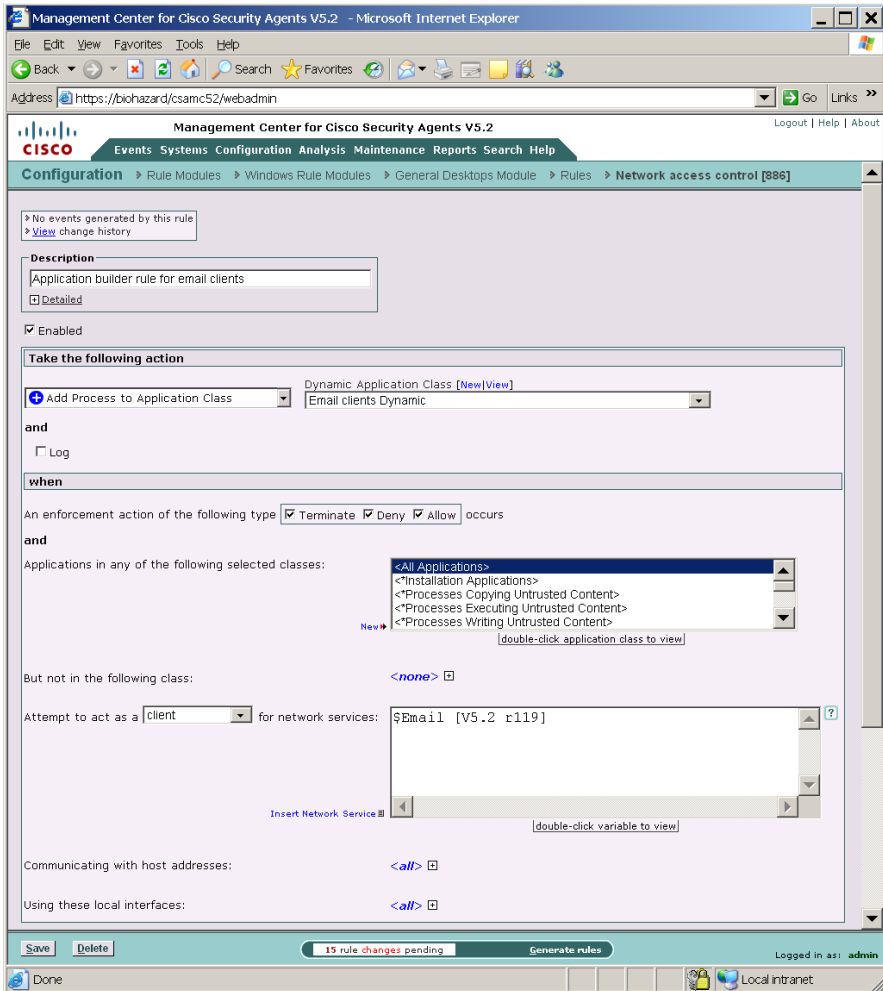 Management Center for Cisco Security Agents V5.2 - Microsoft Internet Explorer
File Edit View Favorites Tools Help
Back Search Favorites
Address https://biohazard/csamc52/webadmin Go Links »
Logout | Help | About
Management Center for Cisco Security Agents V5.2
CISCO
Events Systems Configuration Analysis Maintenance Reports Search Help
Configuration Rule Modules Windows Rule Modules General Desktops Module Rules Network access control [886]
No events generated by this rule
View change history
Description
Application builder rule for email clients
Detailed
Enabled
Take the following action
Dynamic Application Class [New|View]
Add Process to Application Class Email clients Dynamic
and
Log
when
An enforcement action of the following type Terminate Deny Allow occurs
and
Applications in any of the following selected classes:
<All Applications>
<*Installation Applications>
<*Processes Copying Untrusted Content>
<*Processes Executing Untrusted Content>
<*Processes Writing Untrusted Content>
New
double-click application class to view
But not in the following class: <none>
Attempt to act as a client for network services: $Email [V5.2 r119] ?
Insert Network Service
double-click variable to view
Communicating with host addresses: <all>
Using these local interfaces: <all>
Save Delete 15 rule changes pending Generate rules
Logged in as: admin
Done Local intranet